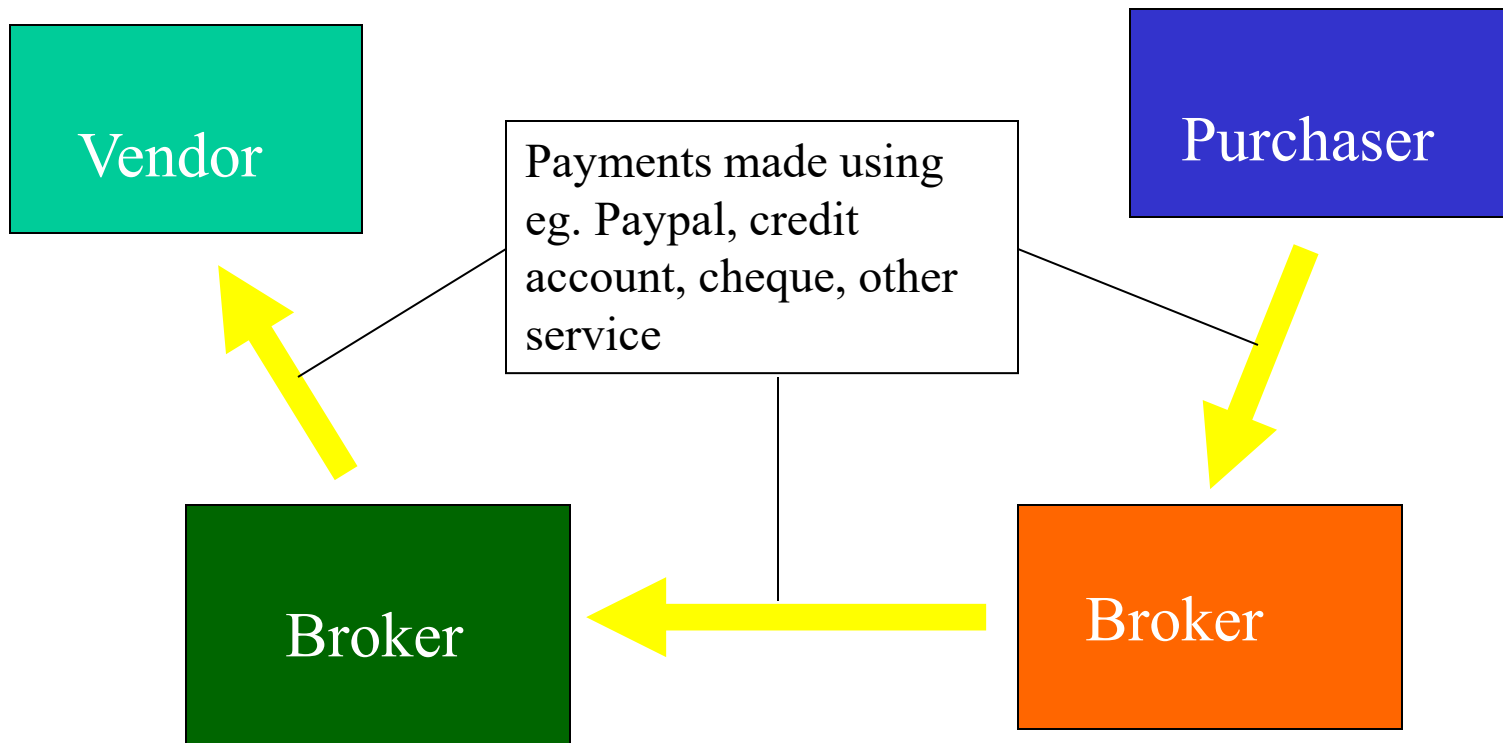 Vendor
Purchaser
Payments made using
eg. Paypal, credit
account, cheque, other
service
Broker
Broker